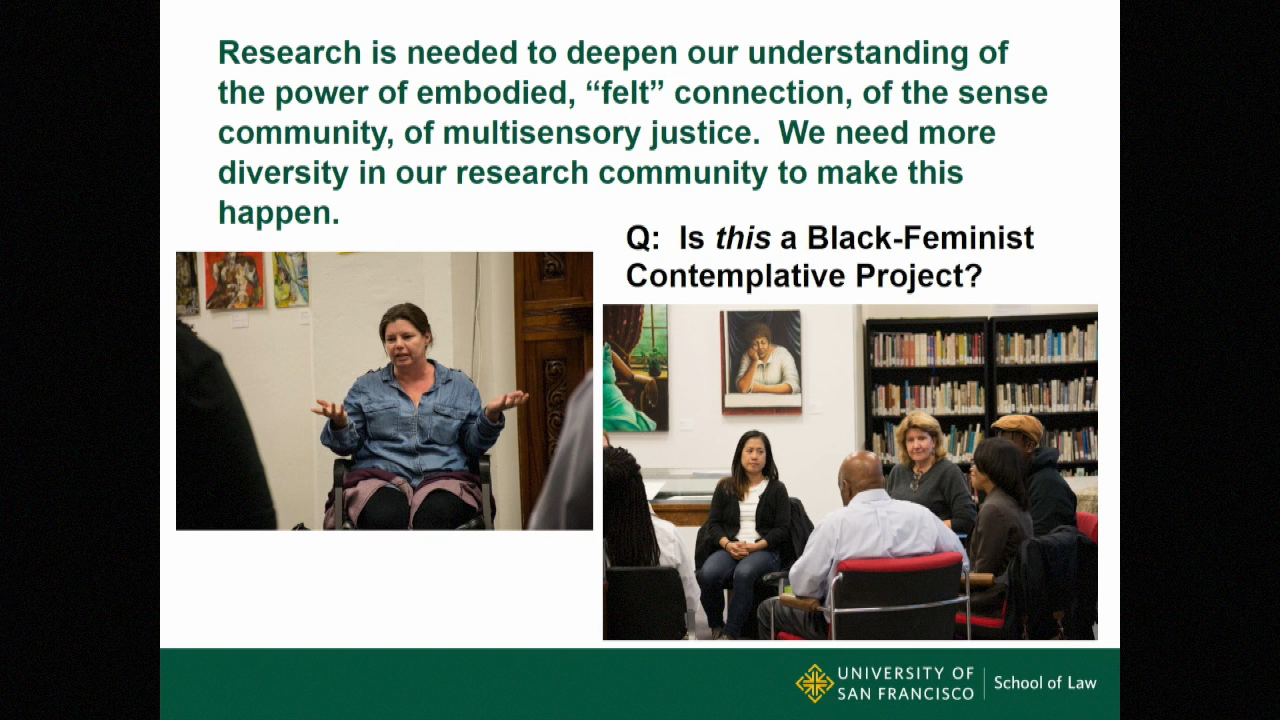 Research is needed to deepen our understanding of
the power of embodied, “felt” connection, of the sense
community, of multisensory justice.  We need more
diversity in our research community to make this
happen.
Q:  Is this a Black-Feminist
Contemplative Project?
UNIVERSITY OF
SAN FRANCISCO
School of Law